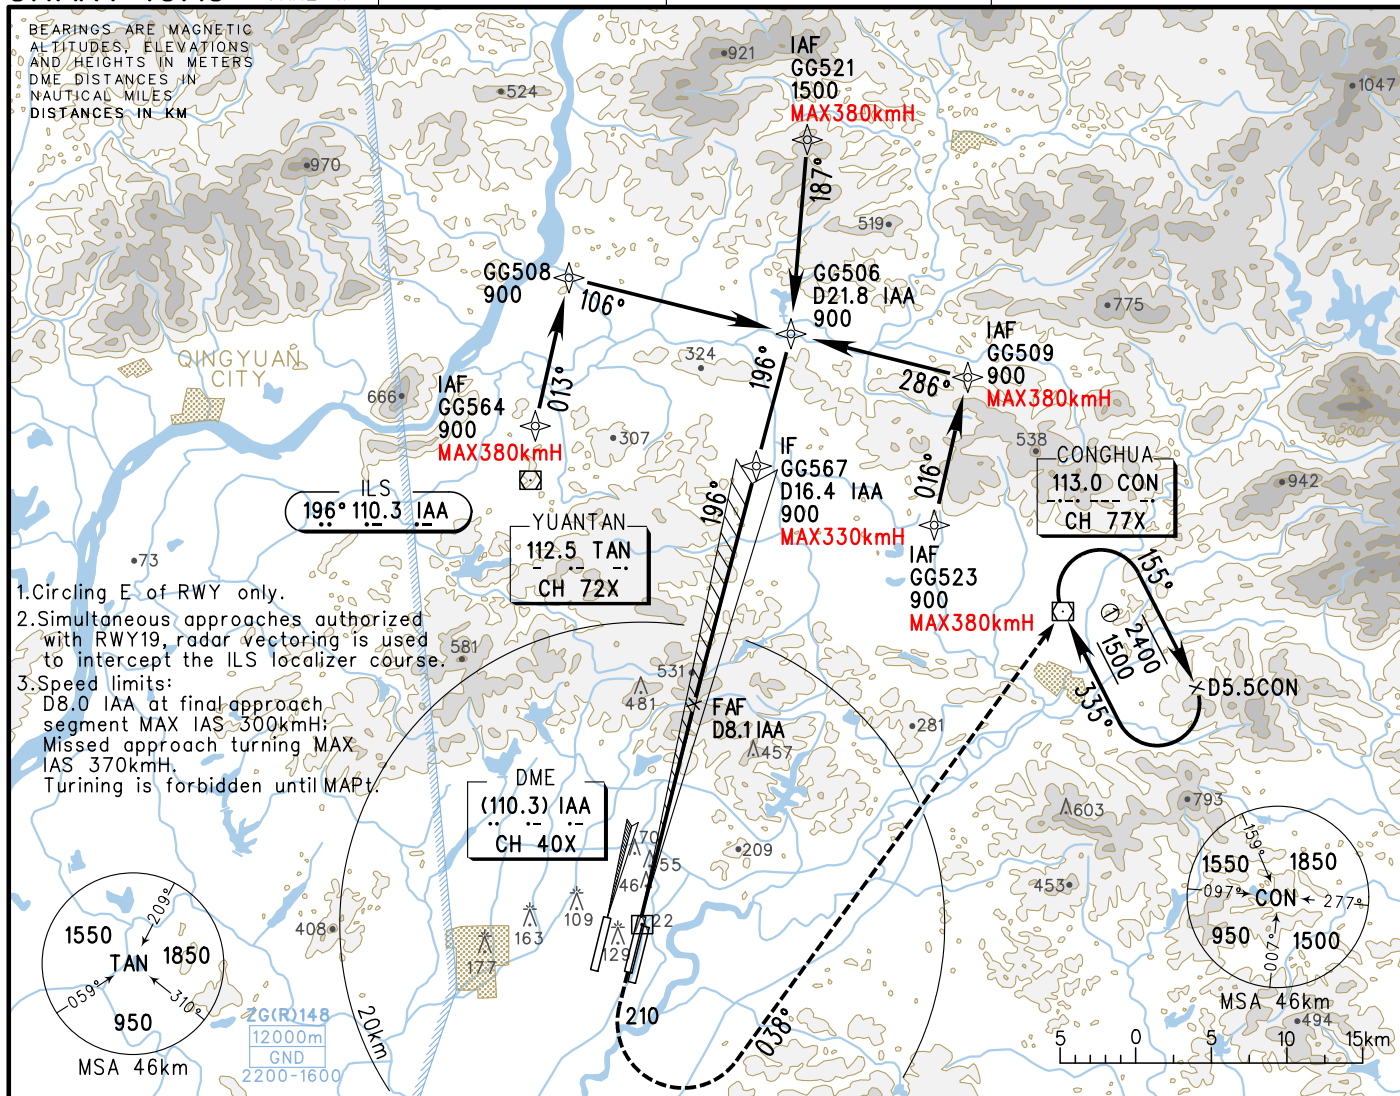 BEARINGS ARE MAGNETIC
ALTITUDES, ELEVATIONS
AND HEIGHTS IN METERS
DME DISTANCES IN
NAUTICAL MILES
DISTANCES IN KM
524
970
921
IAF
GG521
1500
MAX380kmH
1047
187°
519
GG508
900
106°
GG506
D21.8 IAA
900
775
QINGYUAN
CITY
666
324
196°
286°
IAF
GG509
900
MAX380kmH
IAF
GG564
900
MAX380kmH
013°
307
538
016°
300
500
IF
GG567
D16.4 IAA
900
MAX330kmH
196°
ILS
196° 110.3 IAA
YUANTAN
112.5 TAN
CH 72X
CONGHUA
113.0 CON
CH 77X
942
IAF
GG523
900
MAX380kmH
73
1.Circling E of RWY only.
2.Simultaneous approaches authorized
with RWY19, radar vectoring is used
to intercept the ILS localizer course.
3.Speed limits:
D8.0 IAA at final approach
segment MAX IAS 300kmH;
Missed approach turning MAX
IAS 370kmH.
Turining is forbidden until MAPt.
581
531
481
FAF
D8.1 IAA
457
281
155°
1
2400
1500
335°
D5.5CON
DME
(110.3) IAA
CH 40X
603
793
70
55
46
209
453
109
163
129
22
177
408
1550
TAN
1850
950
209°
059°
310°
MSA 46km
ZG(R)148
12000m
GND
2200-1600
20km
210
038°
159°
1550
1850
097°
CON
277°
950
1500
007°
MSA 46km
494
5
0
5
10
15km